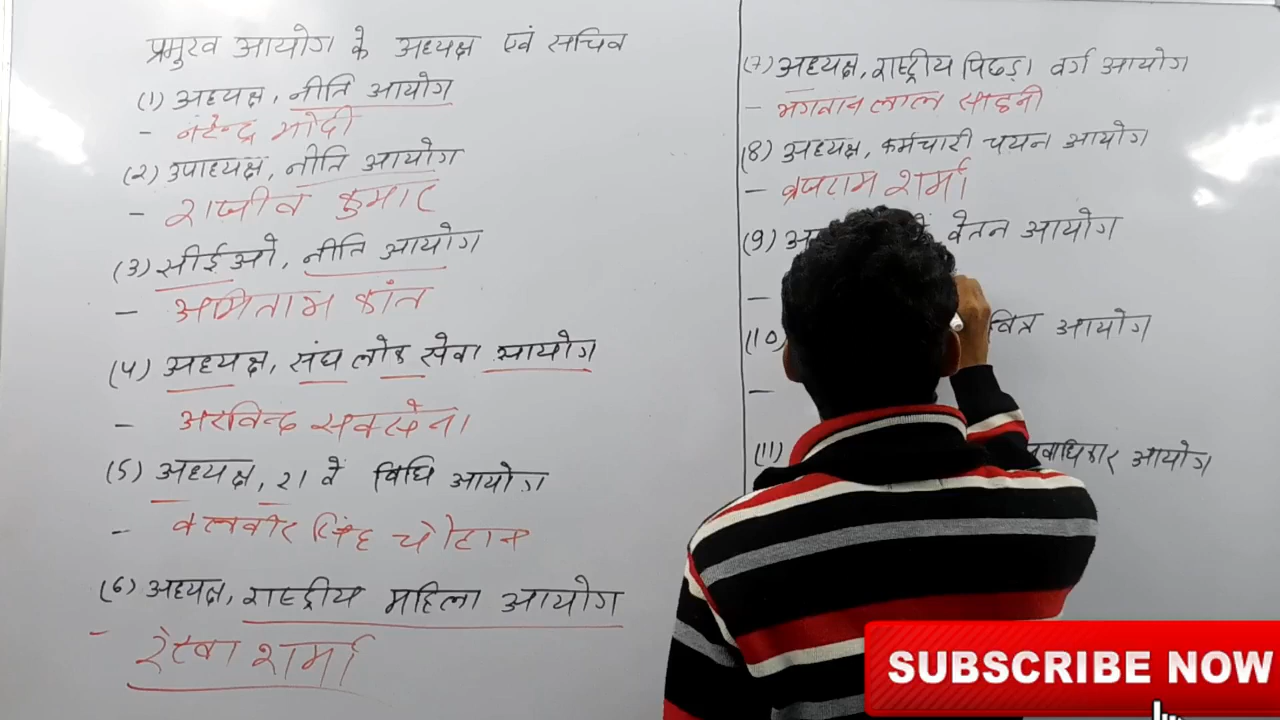 प्रमुख आयोग के अध्यक्ष एवं सचिव
(1) अध्यक्ष, नीति आयोग
- नरेन्द्र मोदी
(2) उपाध्यक्ष, नीति आयोग
- राजीव कुमार
(3) सीईओ, नीति आयोग
- अमिताभ कांत
(4) अध्यक्ष, संघ लोक सेवा आयोग
- अरविन्द सक्सेना
(5) अध्यक्ष, 21 वें विधि आयोग
- बलवीर सिंह चौहान
(6) अध्यक्ष, राष्ट्रीय महिला आयोग
- रेखा शर्मा
(7) अध्यक्ष, राष्ट्रीय पिछड़ा वर्ग आयोग
- भगवान लाल साहनी
(8) अध्यक्ष, कर्मचारी चयन आयोग
- ब्रजराम शर्मा
(9) वेतन आयोग
-
(10) वित्त आयोग
-
(11) आयोग
SUBSCRIBE NOW